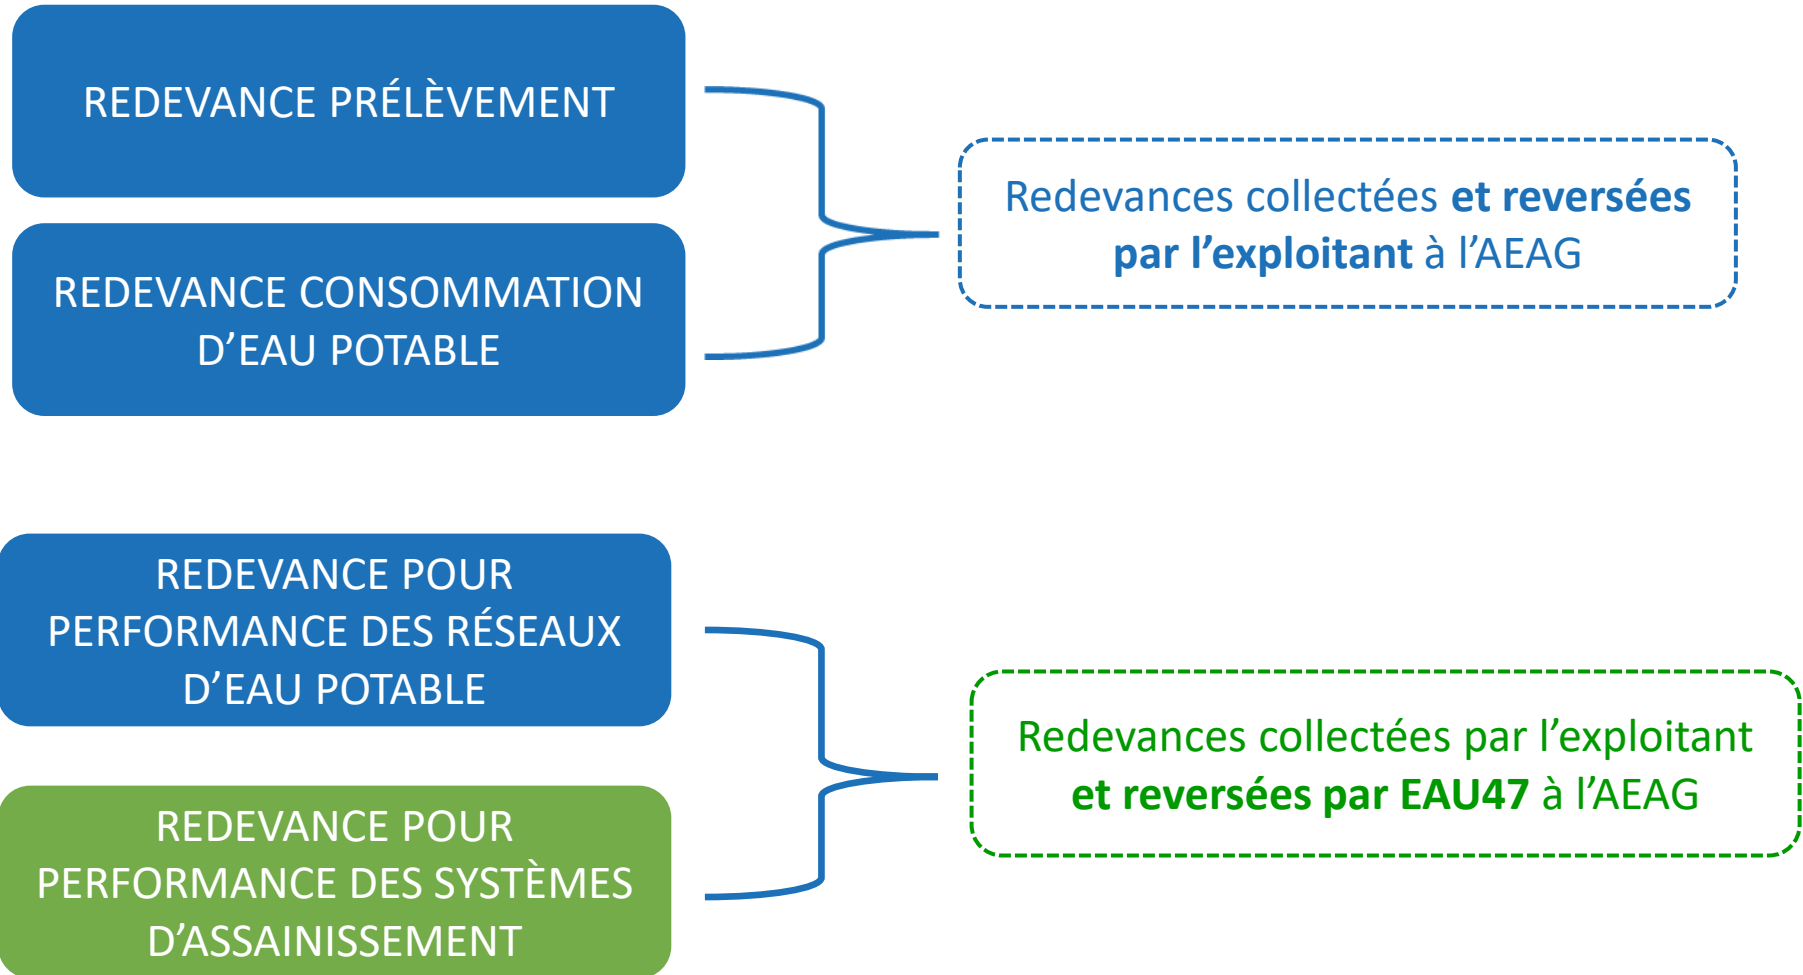 REDEVANCE PRÉLÈVEMENT
REDEVANCE CONSOMMATION
D’EAU POTABLE
Redevances collectées et reversées
par l’exploitant à l’AEAG
REDEVANCE POUR
PERFORMANCE DES RÉSEAUX
D’EAU POTABLE
REDEVANCE POUR
PERFORMANCE DES SYSTÈMES
D’ASSAINISSEMENT
Redevances collectées par l’exploitant
et reversées par EAU47 à l’AEAG